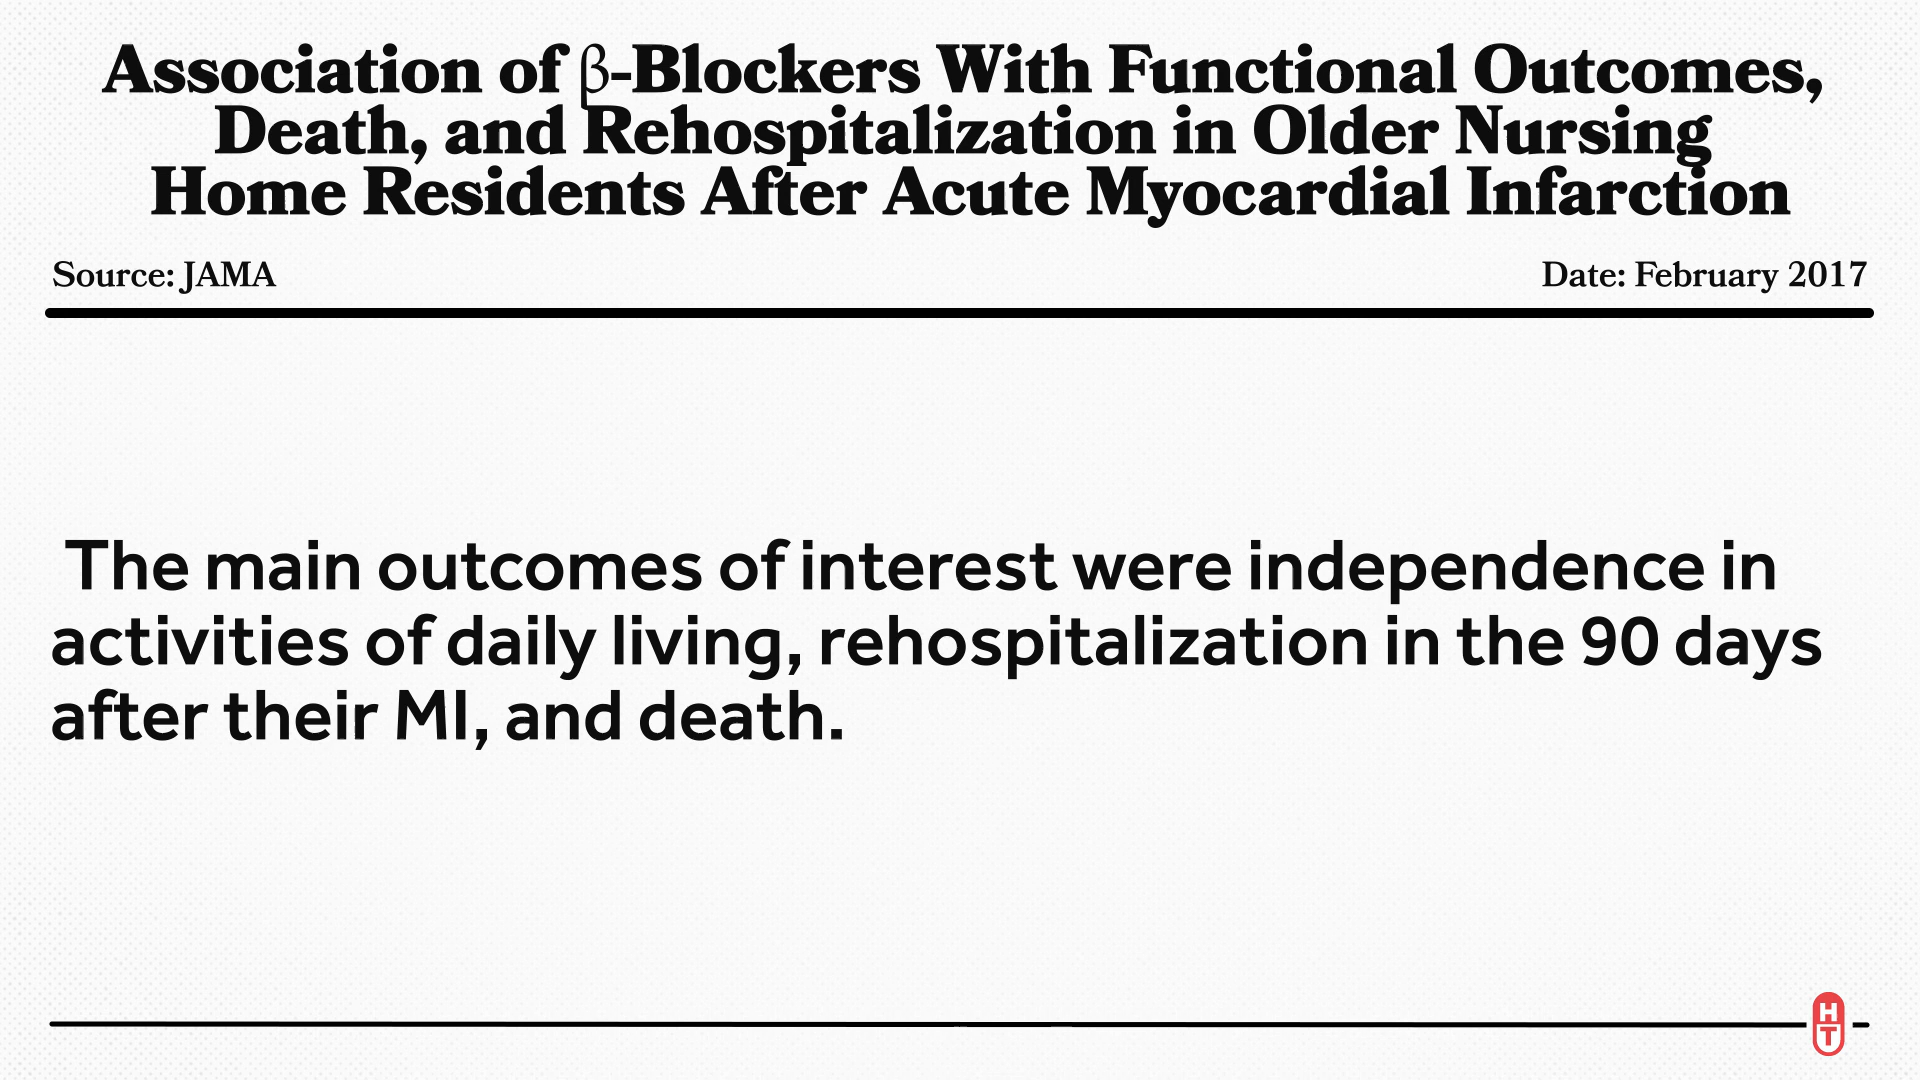 Association of β-Blockers With Functional Outcomes,
Death, and Rehospitalization in Older Nursing
Home Residents After Acute Myocardial Infarction
Source: JAMA
Date: February 2017
The main outcomes of interest were independence in
activities of daily living, rehospitalization in the 90 days
after their MI, and death.
H
T